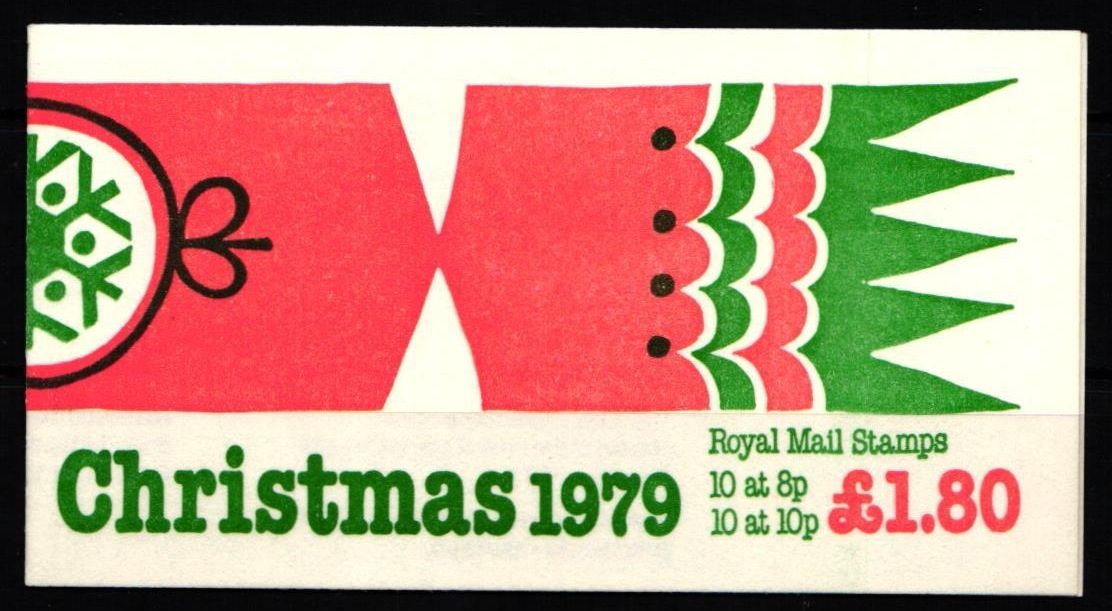 Christmas 1979
Royal Mail Stamps
10 at 8p
10 at 10p
£1.80